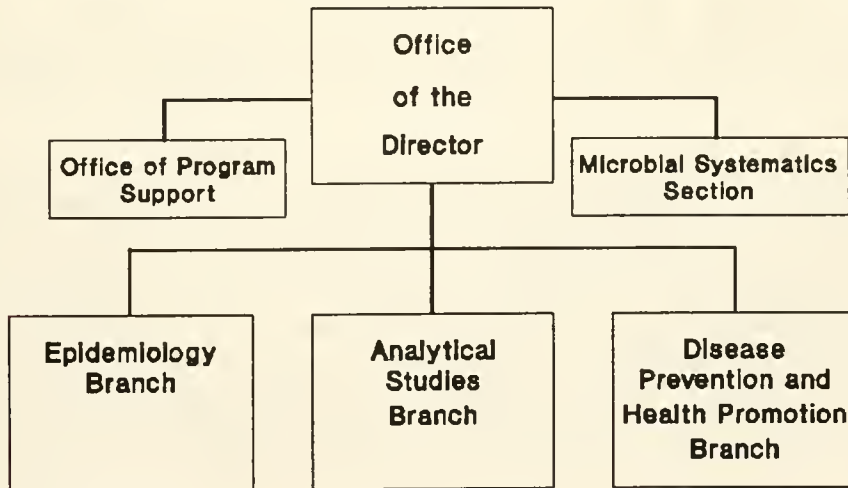 Office
of the
Director
Office of Program
Support
Microbial Systematics
Section
Epidemiology
Branch
Analytical
Studies
Branch
Disease
Prevention and
Health Promotion
Branch